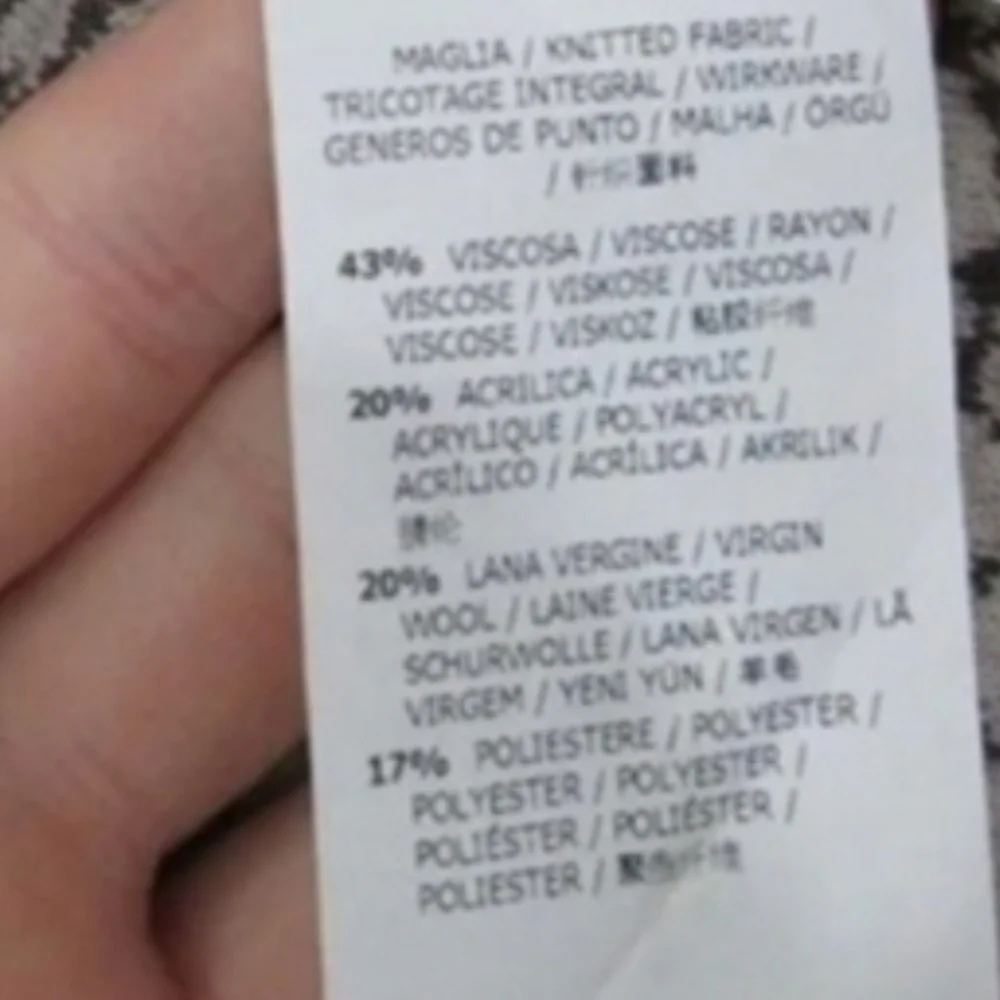 MAGLIA / KNITTED FABRIC /
TRICOTAGE INTEGRAL / WIRKWARE /
GENEROS DE PUNTO / MALHA / ÖRGÜ
/ 针织面料
43% VISCOSA / VISCOSE / RAYON /
VISCOSE / VISKOSE / VISCOSA /
VISCOSE / VISKOZ / 粘胶纤维
20% ACRILICA / ACRYLIC /
ACRYLIQUE / POLYACRYL /
ACRÍLICO / ACRÍLICA / AKRILIK /
腈纶
20% LANA VERGINE / VIRGIN
WOOL / LAINE VIERGE /
SCHURWOLLE / LANA VIRGEN / LÃ
VIRGEM / YENI YÜN / 羊毛
17% POLIESTERE / POLYESTER /
POLYESTER / POLYESTER /
POLIÉSTER / POLIÉSTER /
POLIESTER / 聚酯纤维